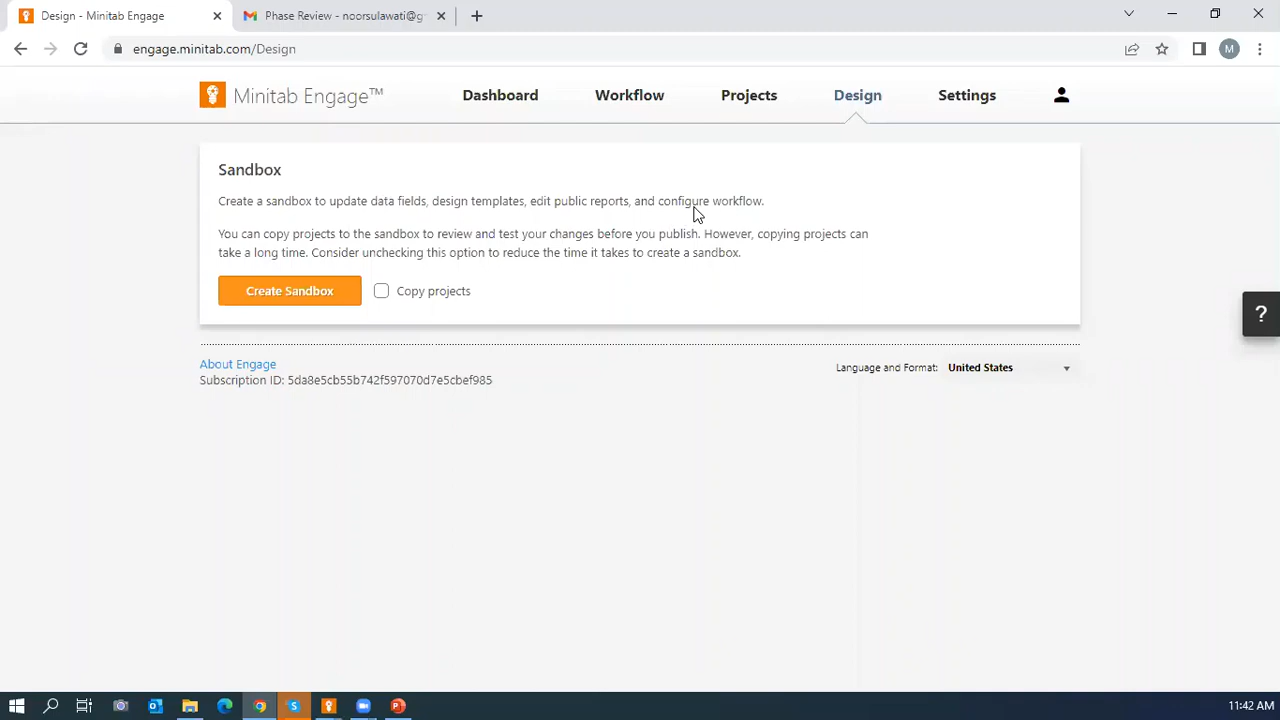 Design - Minitab Engage
Phase Review - noorsulawati@g
engage.minitab.com/Design
M
Minitab Engage™
Dashboard
Workflow
Projects
Design
Settings
Sandbox
Create a sandbox to update data fields, design templates, edit public reports, and configure workflow.
You can copy projects to the sandbox to review and test your changes before you publish. However, copying projects can
take a long time. Consider unchecking this option to reduce the time it takes to create a sandbox.
Create Sandbox
Copy projects
?
About Engage
Subscription ID: 5da8e5cb55b742f597070d7e5cbef985
Language and Format:
United States
11:42 AM